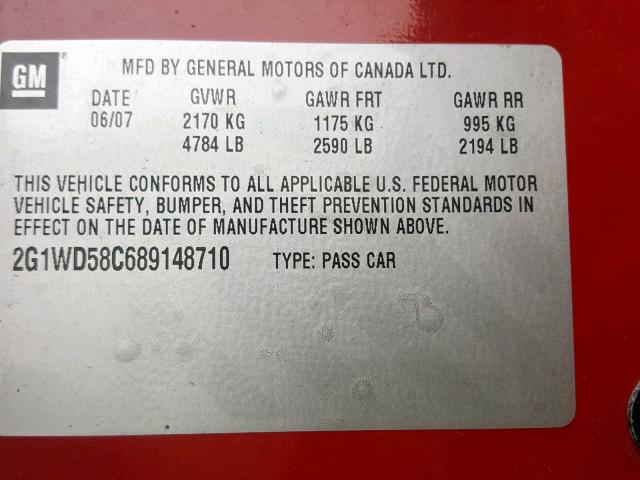 GM®
MFD BY GENERAL MOTORS OF CANADA LTD.
DATE GVWR GAWR FRT GAWR RR
06/07 2170 KG 1175 KG 995 KG
4784 LB 2590 LB 2194 LB
THIS VEHICLE CONFORMS TO ALL APPLICABLE U.S. FEDERAL MOTOR
VEHICLE SAFETY, BUMPER, AND THEFT PREVENTION STANDARDS IN
EFFECT ON THE DATE OF MANUFACTURE SHOWN ABOVE.
2G1WD58C689148710 TYPE: PASS CAR